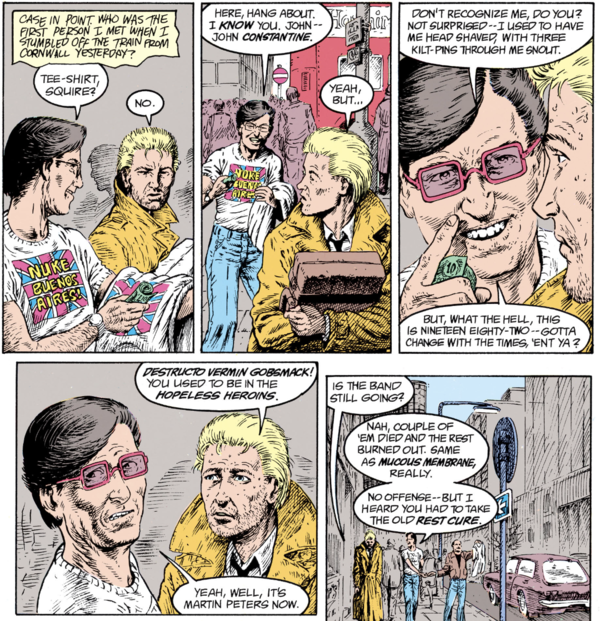 CASE IN POINT. WHO WAS THE
FIRST PERSON I MET WHEN I
STUMBLED OFF THE TRAIN FROM
CORNWALL YESTERDAY?
TEE-SHIRT,
SQUIRE?
NO.
NUKE
BUENOS
AIRES!
HERE, HANG ABOUT.
I KNOW YOU. JOHN--
JOHN CONSTANTINE.
YEAH,
BUT...
NUKE
BUENOS
AIRES!
DON'T RECOGNIZE ME, DO YOU?
NOT SURPRISED--I USED TO HAVE
ME HEAD SHAVED, WITH THREE
KILT-PINS THROUGH ME SNOUT.
10
BUT, WHAT THE HELL, THIS
IS NINETEEN EIGHTY-TWO--GOTTA
CHANGE WITH THE TIMES, 'ENT YA?
DESTRUCTO VERMIN GOBSMACK!
YOU USED TO BE IN THE
HOPELESS HEROINS.
YEAH, WELL, IT'S
MARTIN PETERS NOW.
IS THE BAND
STILL GOING?
NAH, COUPLE OF
'EM DIED AND THE REST
BURNED OUT. SAME
AS MUCOUS MEMBRANE,
REALLY.
NO OFFENSE--BUT I
HEARD YOU HAD TO TAKE
THE OLD REST CURE.